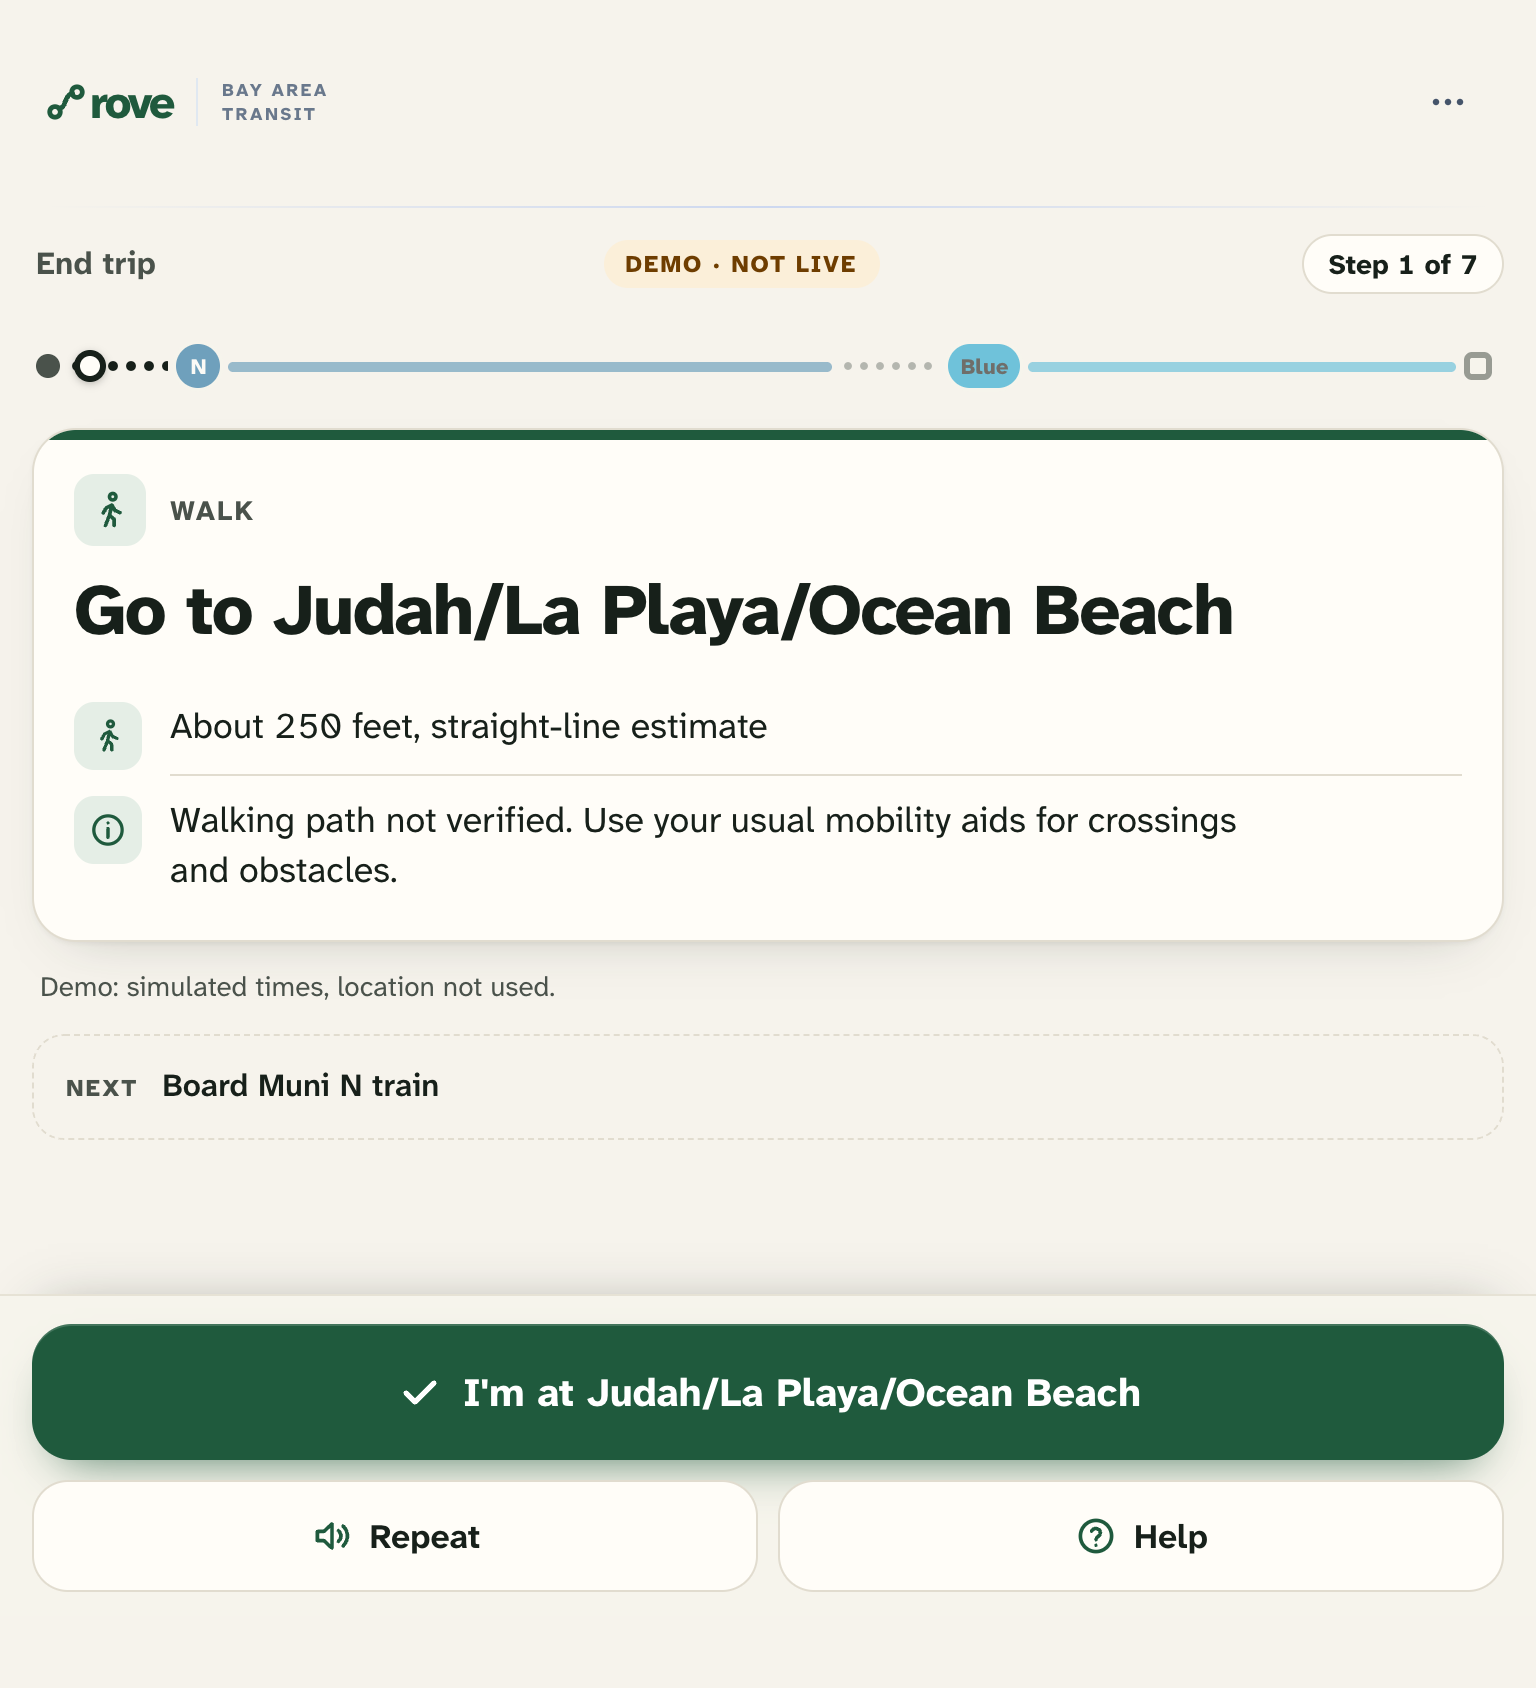 rove
BAY AREA
TRANSIT
End trip
DEMO · NOT LIVE
Step 1 of 7
N
Blue
WALK
Go to Judah/La Playa/Ocean Beach
About 250 feet, straight-line estimate
Walking path not verified. Use your usual mobility aids for crossings
and obstacles.
Demo: simulated times, location not used.
NEXT Board Muni N train
I'm at Judah/La Playa/Ocean Beach
Repeat
Help